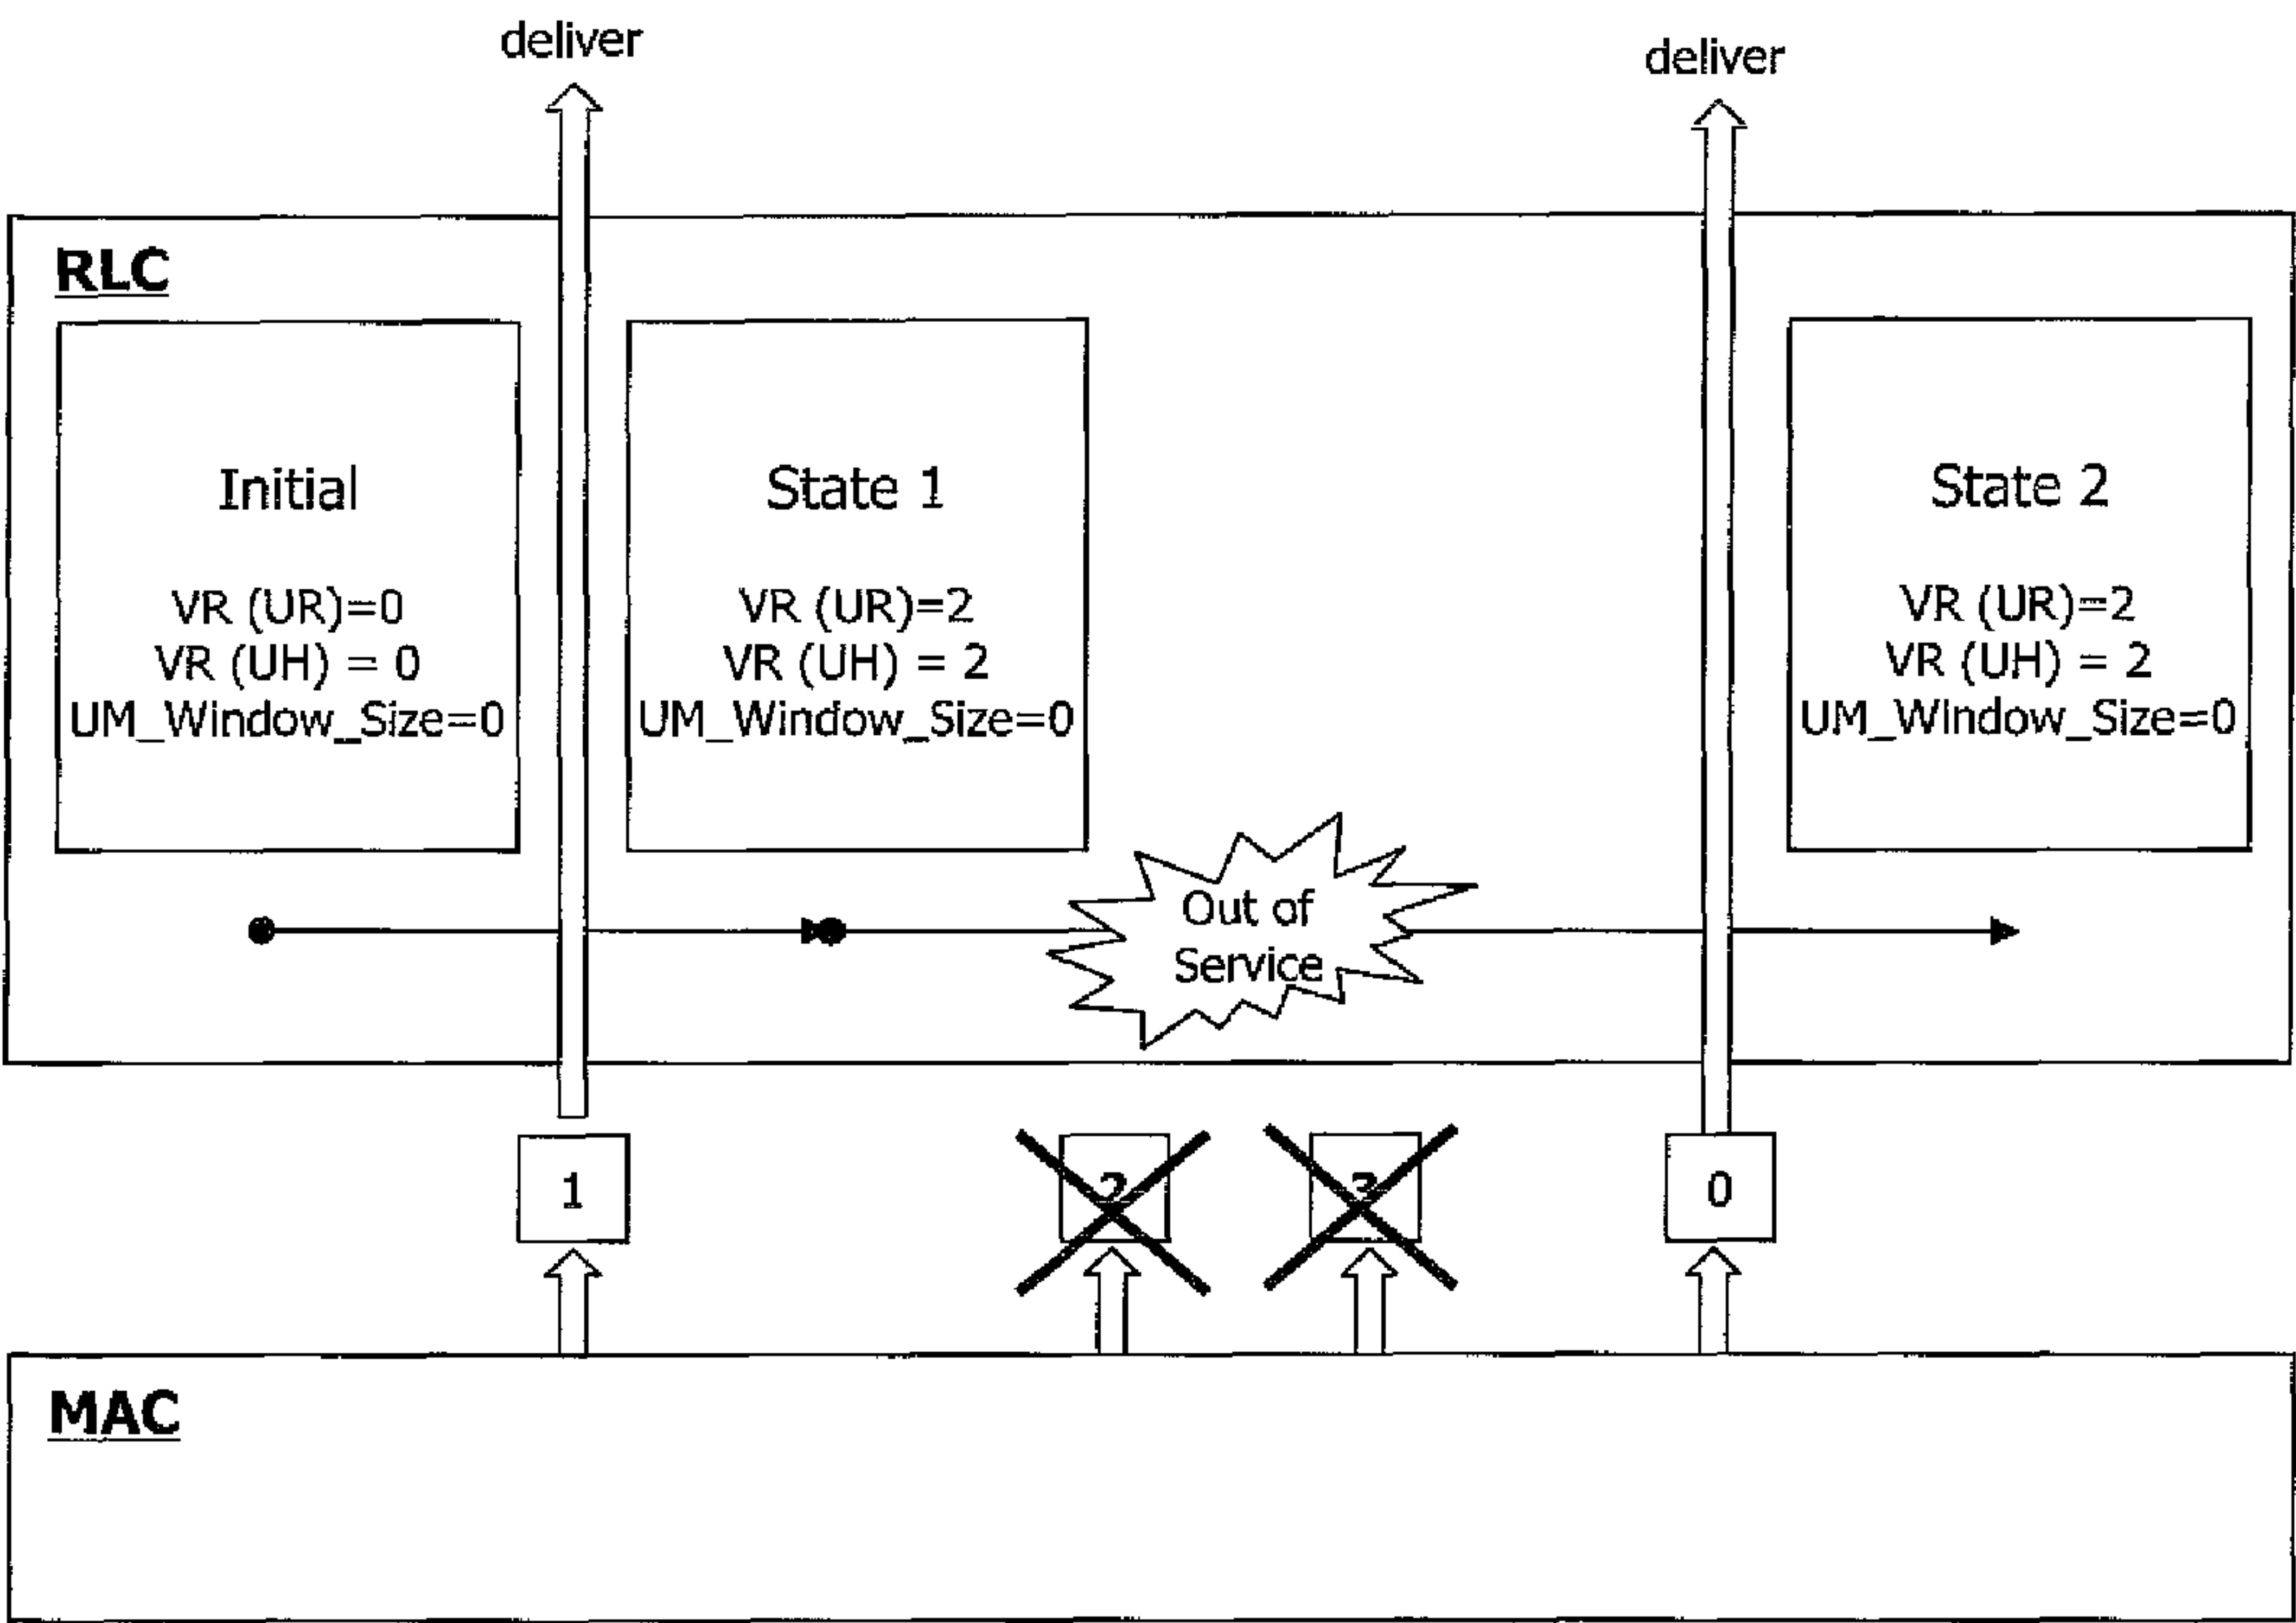 deliver
deliver
RLC
Initial
VR (UR)=0
VR (UH) = 0
UM_Window_Size=0
State 1
VR (UR)=2
VR (UH) = 2
UM_Window_Size=0
State 2
VR (UR)=2
VR (UH) = 2
UM_Window_Size=0
Out of
Service
1
2
3
0
MAC